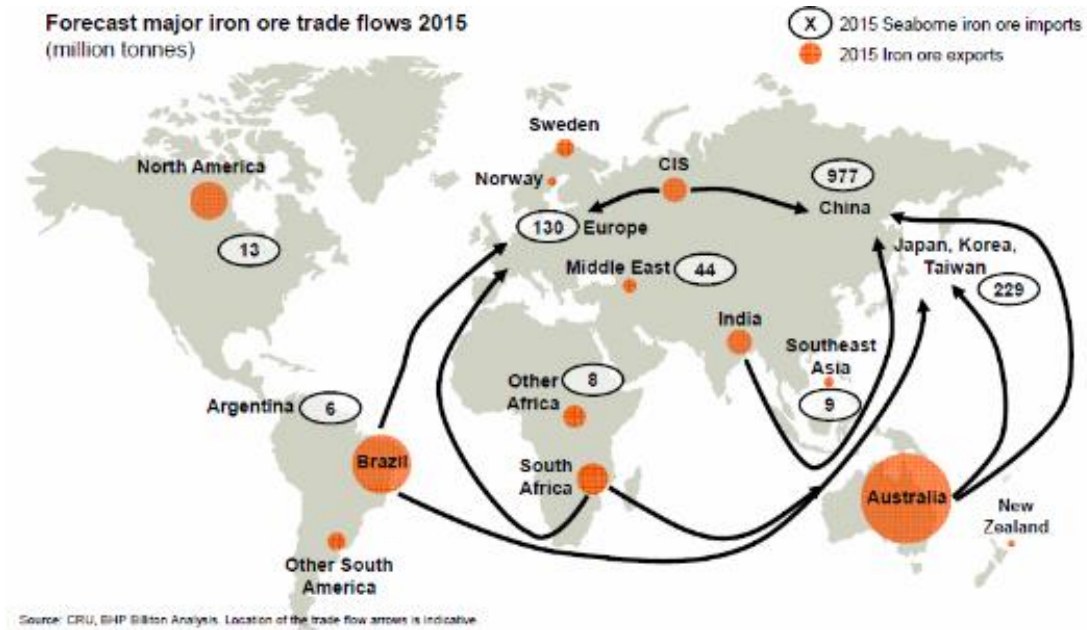 Forecast major iron ore trade flows 2015
(million tonnes)
X 2015 Seaborne iron ore imports
2015 Iron ore exports
Sweden
North America
Norway
CIS
977
China
13
130 Europe
Japan, Korea,
Taiwan
229
Middle East 44
India
Southeast
Asia
9
Other
Africa
8
Argentina 6
Brazil
South
Africa
Australia
New
Zealand
Other South
America
Source: CRU, BHP Billiton Analysis. Location of the trade flow arrows is indicative.